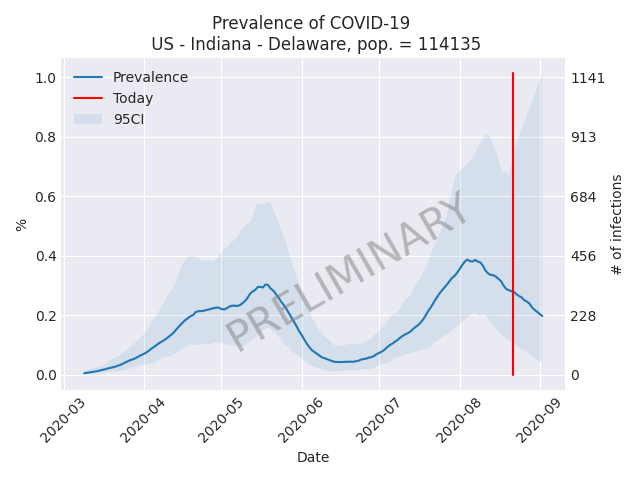 Prevalence of COVID-19
US - Indiana - Delaware, pop. = 114135
Prevalence
Today
95CI
PRELIMINARY
1.0
0.8
0.6
0.4
0.2
0.0
%
1141
913
684
456
228
0
# of infections
2020-03
2020-04
2020-05
2020-06
2020-07
2020-08
2020-09
Date